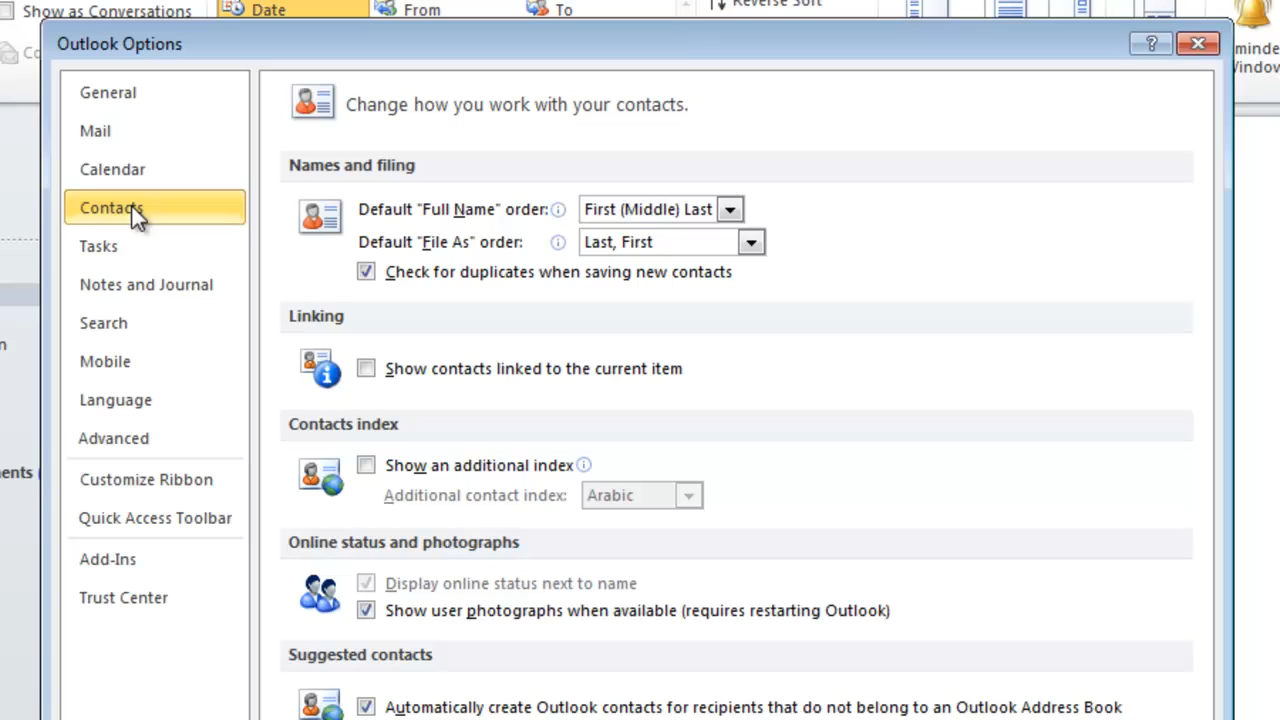 Show as Conversations
Date
From
To
Reverse Sort
Outlook Options
?
General
Mail
Calendar
Contacts
Tasks
Notes and Journal
Search
Mobile
Language
Advanced
Customize Ribbon
Quick Access Toolbar
Add-Ins
Trust Center
Change how you work with your contacts.
Names and filing
Default "Full Name" order:
First (Middle) Last
Default "File As" order:
Last, First
Check for duplicates when saving new contacts
Linking
Show contacts linked to the current item
Contacts index
Show an additional index
Additional contact index:
Arabic
Online status and photographs
Display online status next to name
Show user photographs when available (requires restarting Outlook)
Suggested contacts
Automatically create Outlook contacts for recipients that do not belong to an Outlook Address Book